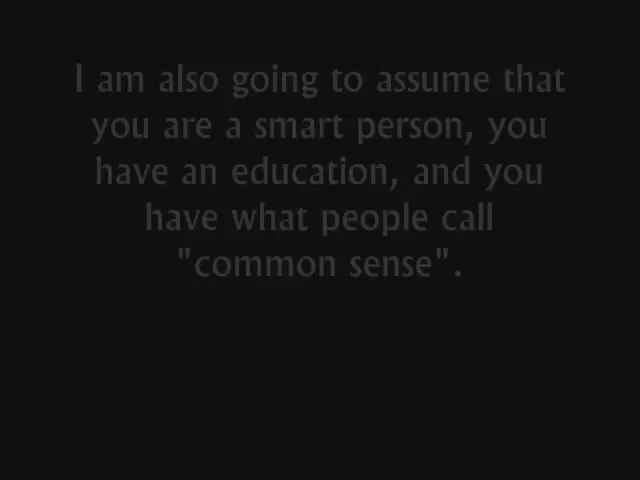 I am also going to assume that
you are a smart person, you
have an education, and you
have what people call
"common sense".